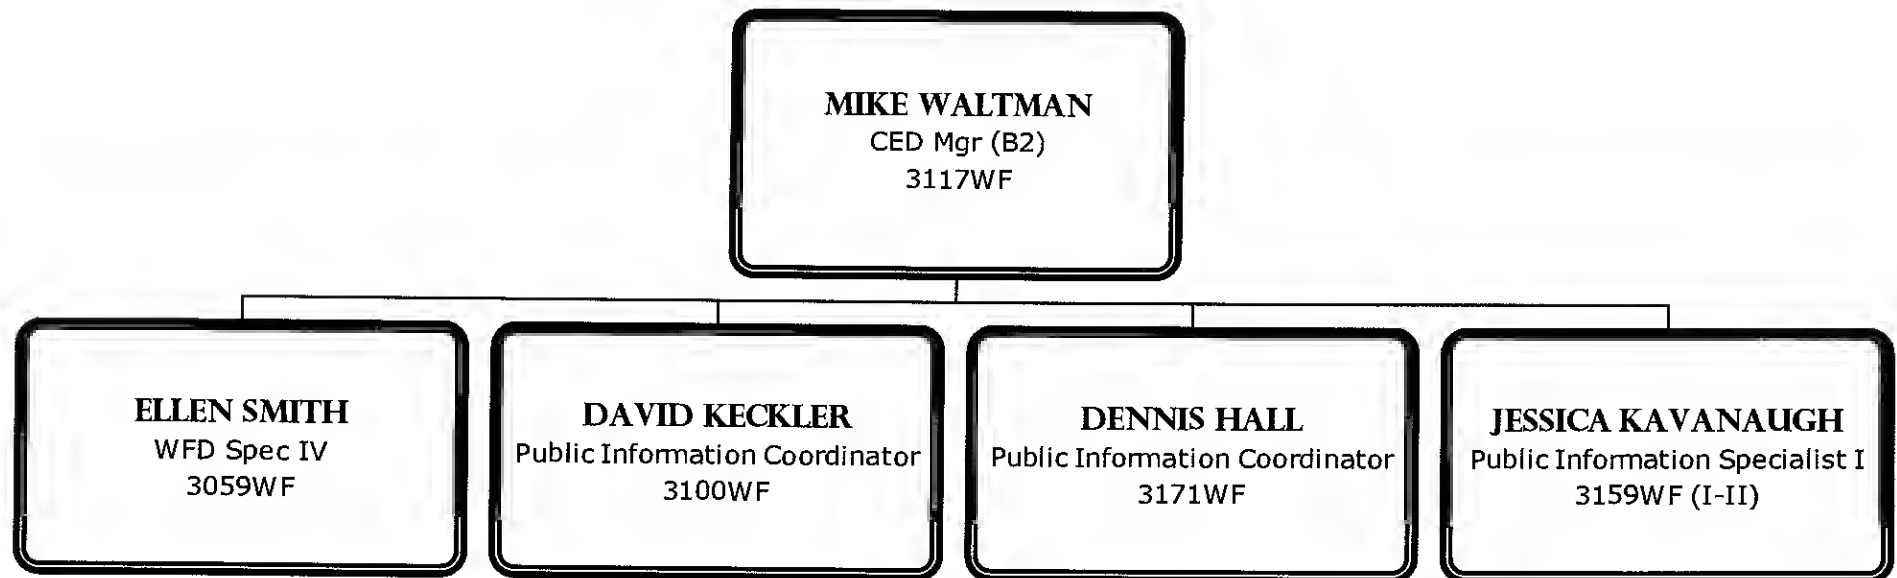 MIKE WALTMAN
CED Mgr (B2)
3117WF
ELLEN SMITH
WFD Spec IV
3059WF
DAVID KECKLER
Public Information Coordinator
3100WF
DENNIS HALL
Public Information Coordinator
3171WF
JESSICA KAVANAUGH
Public Information Specialist I
3159WF (I-II)